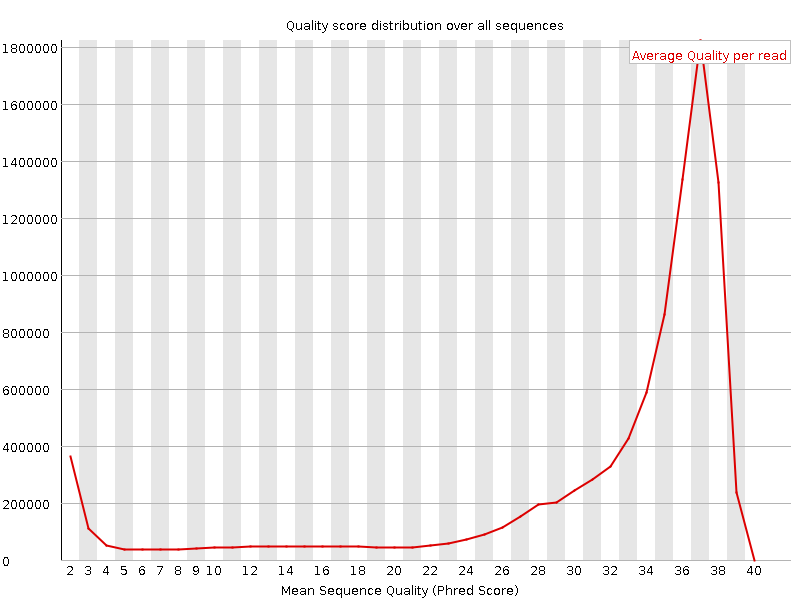 Quality score distribution over all sequences
Average Quality per read
1800000
1600000
1400000
1200000
1000000
800000
600000
400000
200000
0
2 3 4 5 6 7 8 9 10 12 14 16 18 20 22 24 26 28 30 32 34 36 38 40
Mean Sequence Quality (Phred Score)